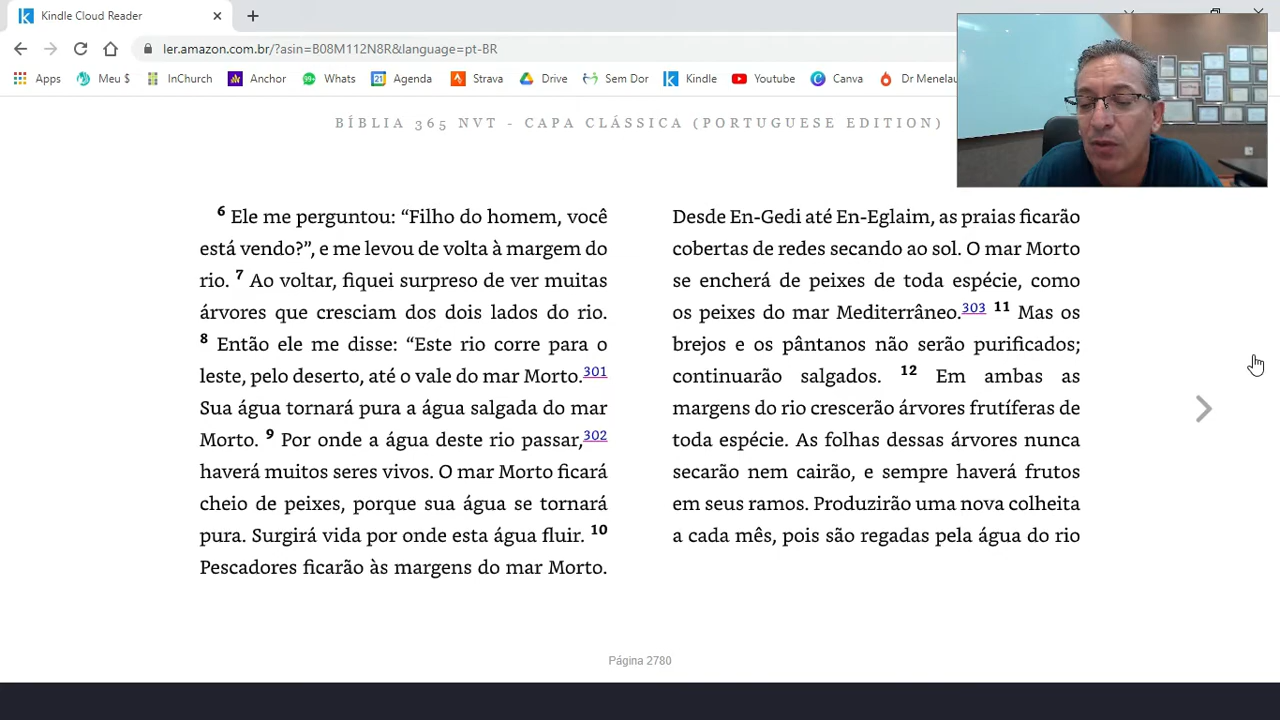 Kindle Cloud Reader
ler.amazon.com.br/?asin=B08M112N8R&language=pt-BR
Apps Meu $ InChurch Anchor Whats Agenda Strava Drive Sem Dor Kindle Youtube Canva Dr Menelau
BÍBLIA 365 NVT - CAPA CLÁSSICA (PORTUGUESE EDITION)
6 Ele me perguntou: “Filho do homem, você
está vendo?”, e me levou de volta à margem do
rio. 7 Ao voltar, fiquei surpreso de ver muitas
árvores que cresciam dos dois lados do rio.
8 Então ele me disse: “Este rio corre para o
leste, pelo deserto, até o vale do mar Morto.301
Sua água tornará pura a água salgada do mar
Morto. 9 Por onde a água deste rio passar,302
haverá muitos seres vivos. O mar Morto ficará
cheio de peixes, porque sua água se tornará
pura. Surgirá vida por onde esta água fluir. 10
Pescadores ficarão às margens do mar Morto.
Desde En-Gedi até En-Eglaim, as praias ficarão
cobertas de redes secando ao sol. O mar Morto
se encherá de peixes de toda espécie, como
os peixes do mar Mediterrâneo.303 11 Mas os
brejos e os pântanos não serão purificados;
continuarão salgados. 12 Em ambas as
margens do rio crescerão árvores frutíferas de
toda espécie. As folhas dessas árvores nunca
secarão nem cairão, e sempre haverá frutos
em seus ramos. Produzirão uma nova colheita
a cada mês, pois são regadas pela água do rio
Página 2780